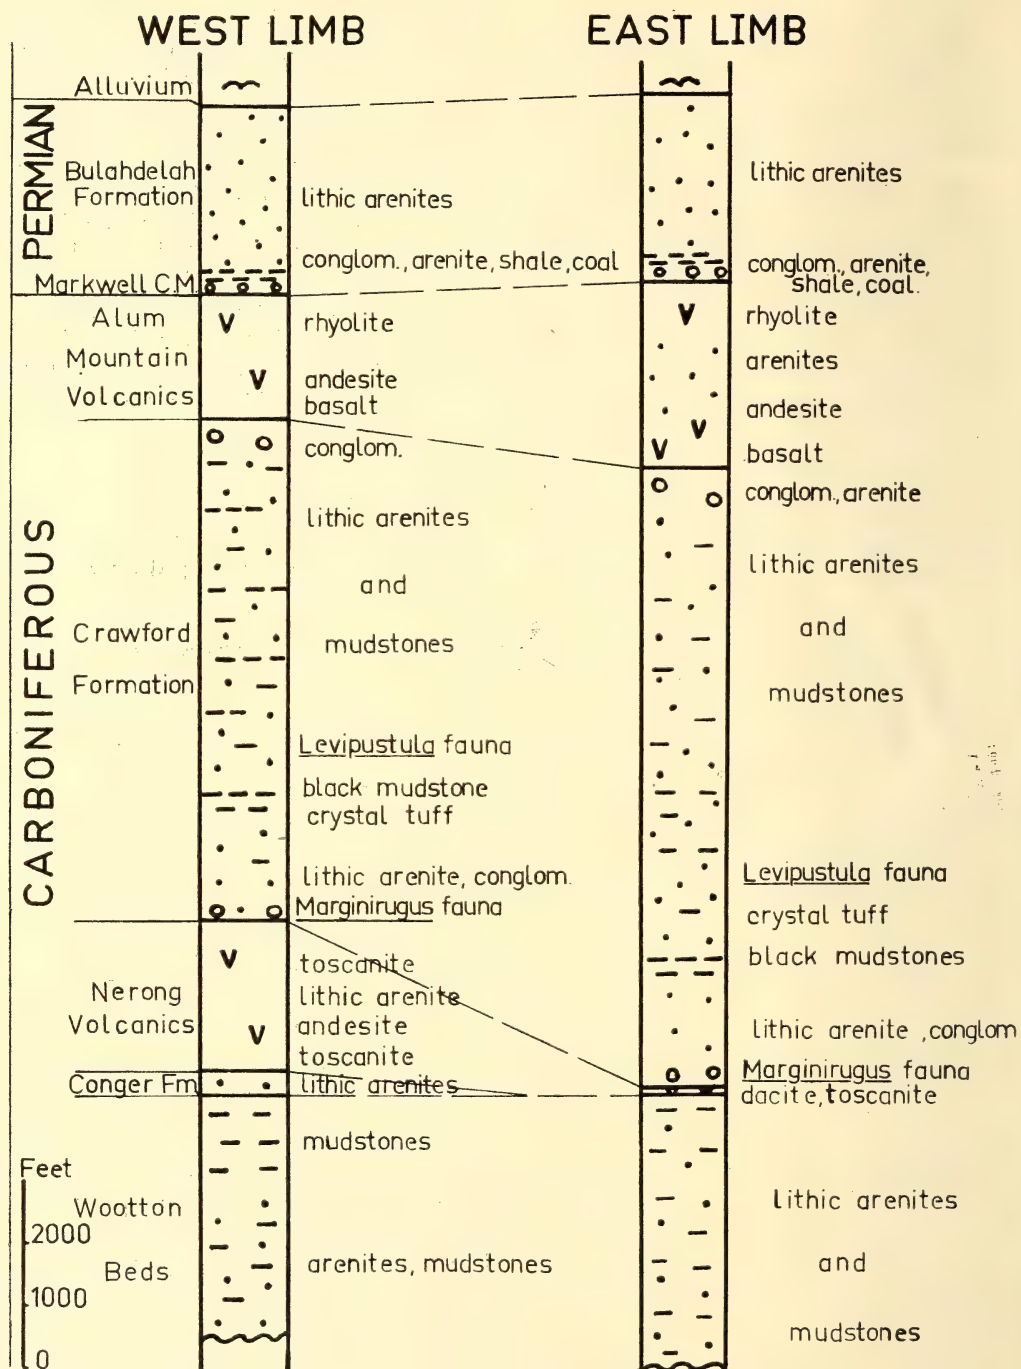 WEST LIMB
EAST LIMB
PERMIAN
CARBONIFEROUS
Alluvium
Bulahdelah
Formation
Markwell C.M.
Alum
Mountain
Volcanics
Crawford
Formation
Nerong
Volcanics
Conger Fm
Wootton
Beds
Feet
2000
1000
0
lithic arenites
conglom., arenite, shale, coal
rhyolite
andesite
basalt
conglom.
lithic arenites
and
mudstones
Levipustula fauna
black mudstone
crystal tuff
lithic arenite, conglom.
Marginirugus fauna
toscanite
lithic arenite
andesite
toscanite
lithic arenites
mudstones
arenites, mudstones
lithic arenites
conglom., arenite,
shale, coal.
rhyolite
arenites
andesite
basalt
conglom., arenite
lithic arenites
and
mudstones
Levipustula fauna
crystal tuff
black mudstones
lithic arenite , conglom
Marginirugus fauna
dacite, toscanite
lithic arenites
and
mudstones